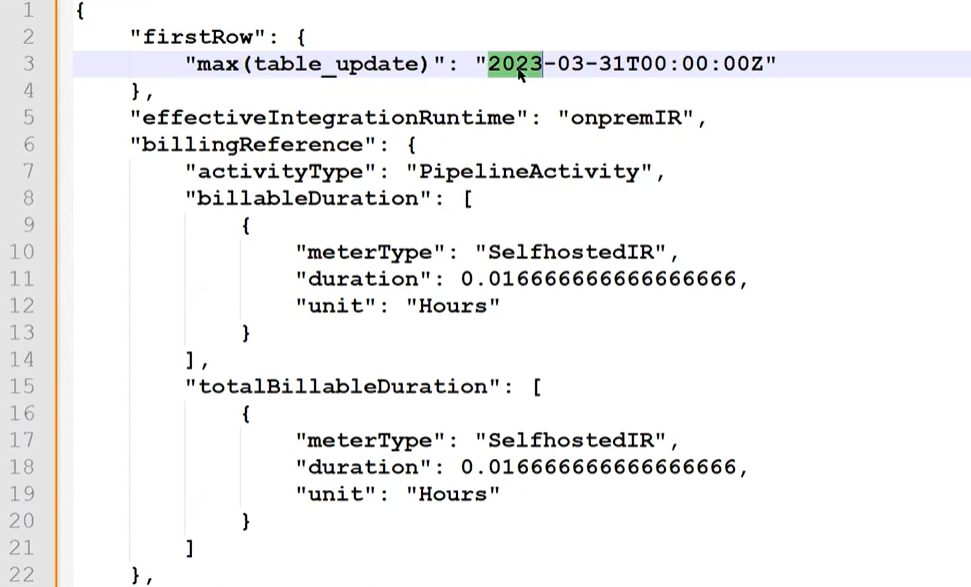 1 {
2 "firstRow": {
3 "max(table_update)": "2023-03-31T00:00:00Z"
4 },
5 "effectiveIntegrationRuntime": "onpremIR",
6 "billingReference": {
7 "activityType": "PipelineActivity",
8 "billableDuration": [
9 {
10 "meterType": "SelfhostedIR",
11 "duration": 0.016666666666666666,
12 "unit": "Hours"
13 }
14 ],
15 "totalBillableDuration": [
16 {
17 "meterType": "SelfhostedIR",
18 "duration": 0.016666666666666666,
19 "unit": "Hours"
20 }
21 ]
22 },